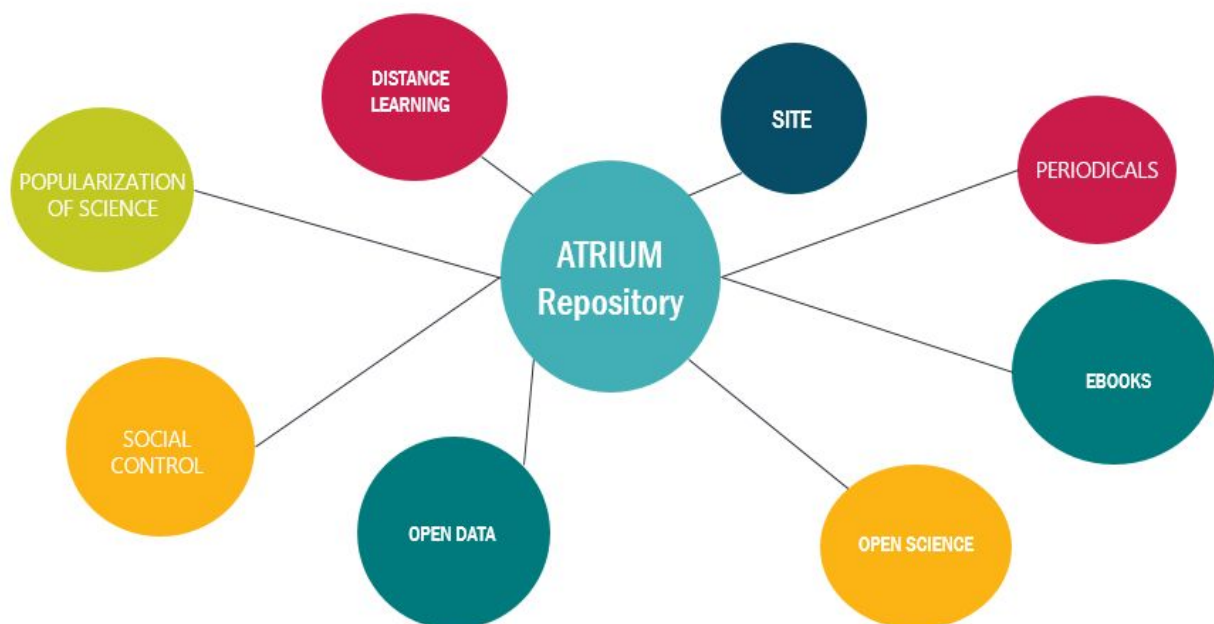 DISTANCE
LEARNING
SITE
POPULARIZATION
OF SCIENCE
PERIODICALS
ATRIUM
Repository
EBOOKS
SOCIAL
CONTROL
OPEN DATA
OPEN SCIENCE